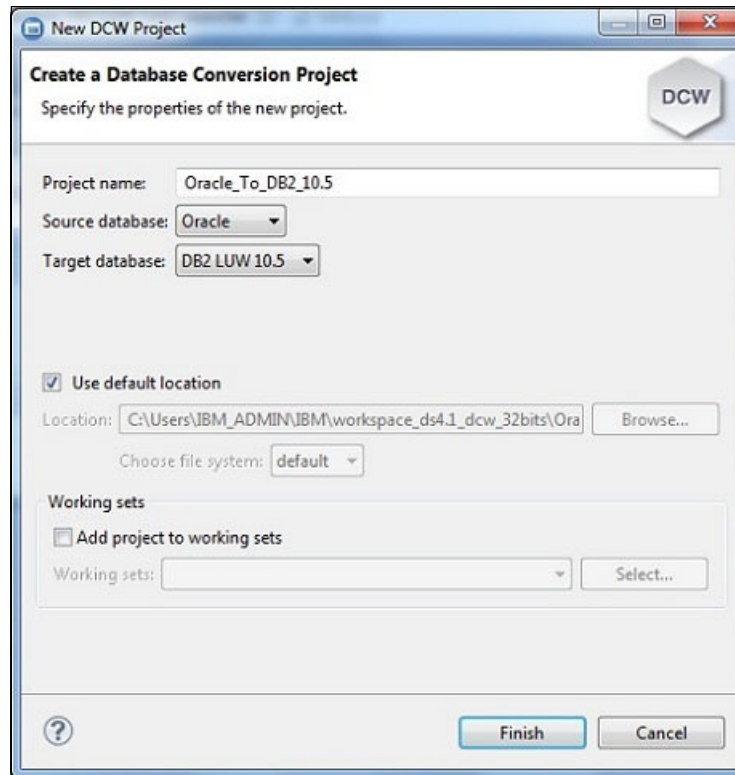 New DCW Project
Create a Database Conversion Project
Specify the properties of the new project.
DCW
Project name: Oracle_To_DB2_10.5
Source database: Oracle
Target database: DB2 LUW 10.5
Use default location
Location: C:\Users\IBM_ADMIN\IBM\workspace_ds4.1_dcw_32bits\Ora Browse...
Choose file system: default
Working sets
Add project to working sets
Working sets: Select...
? Finish Cancel